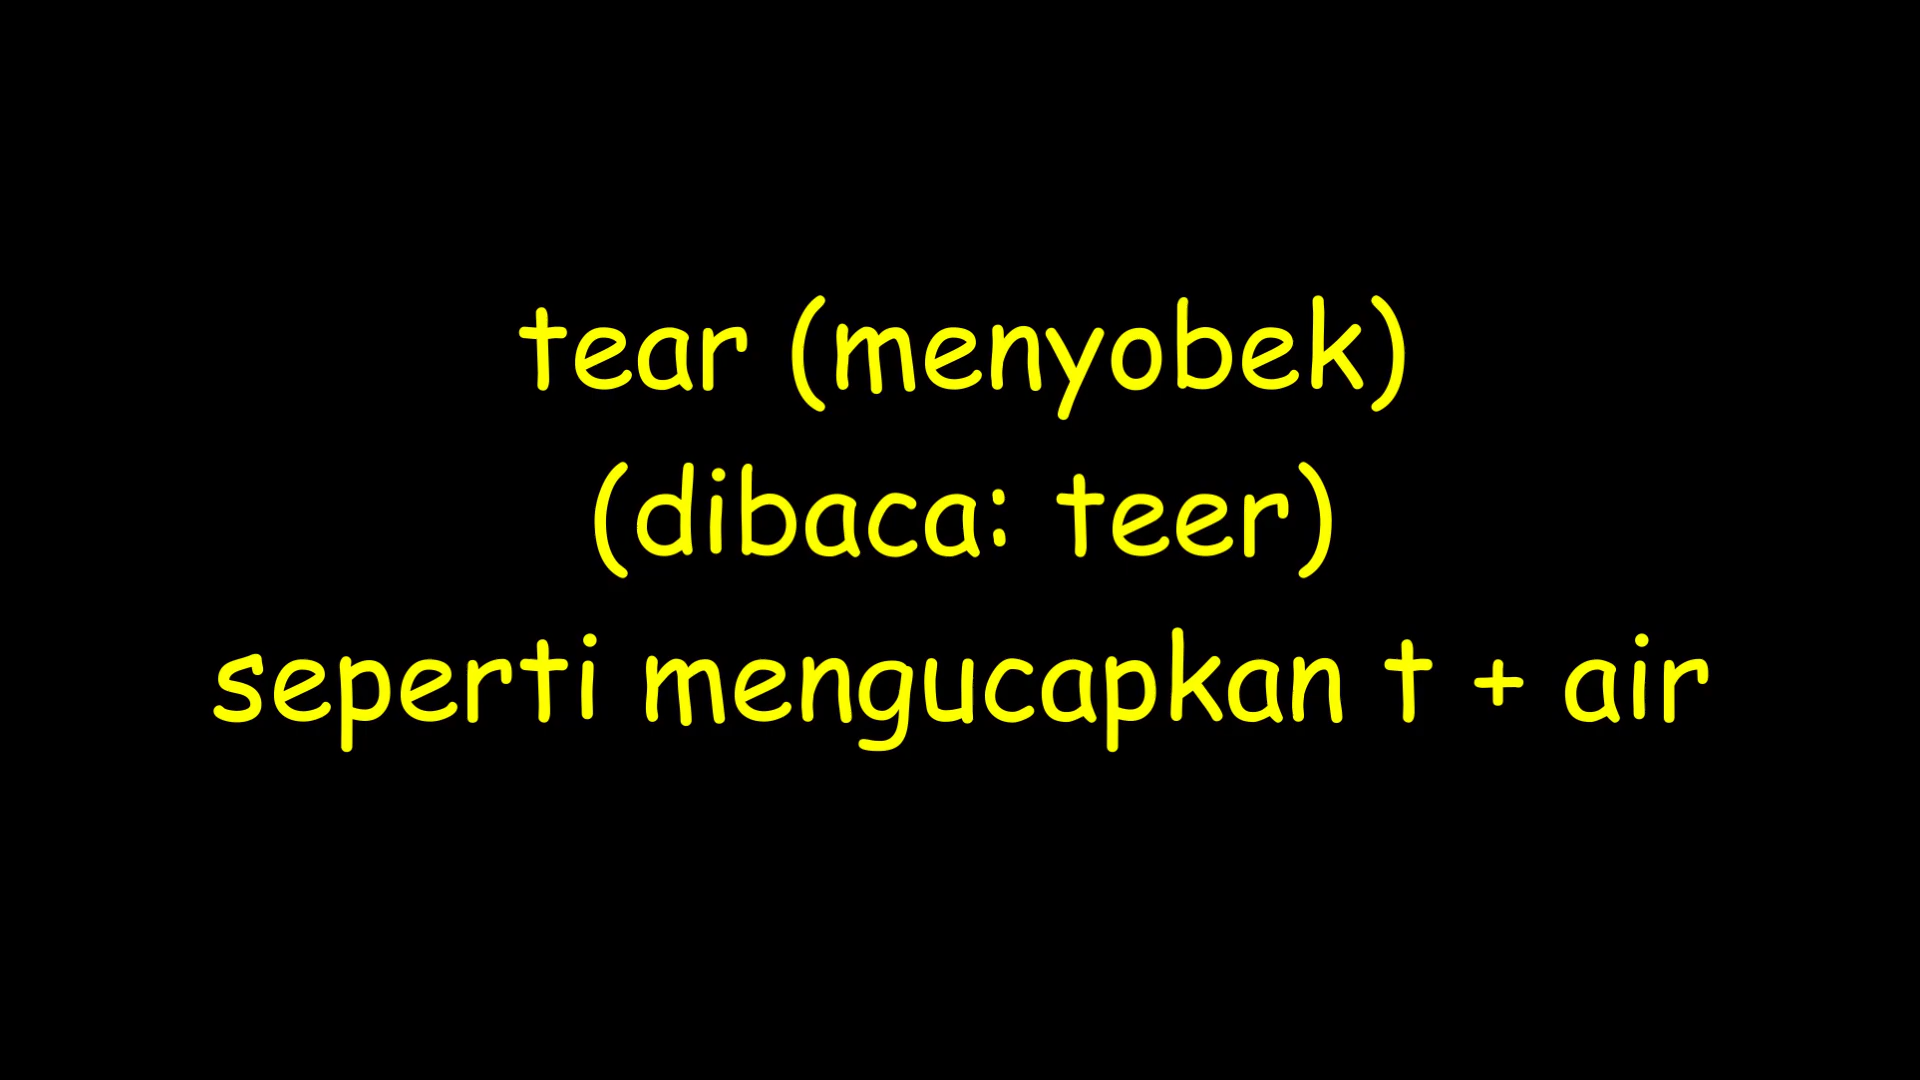 tear (menyobek)
(dibaca: teer)
seperti mengucapkan t + air